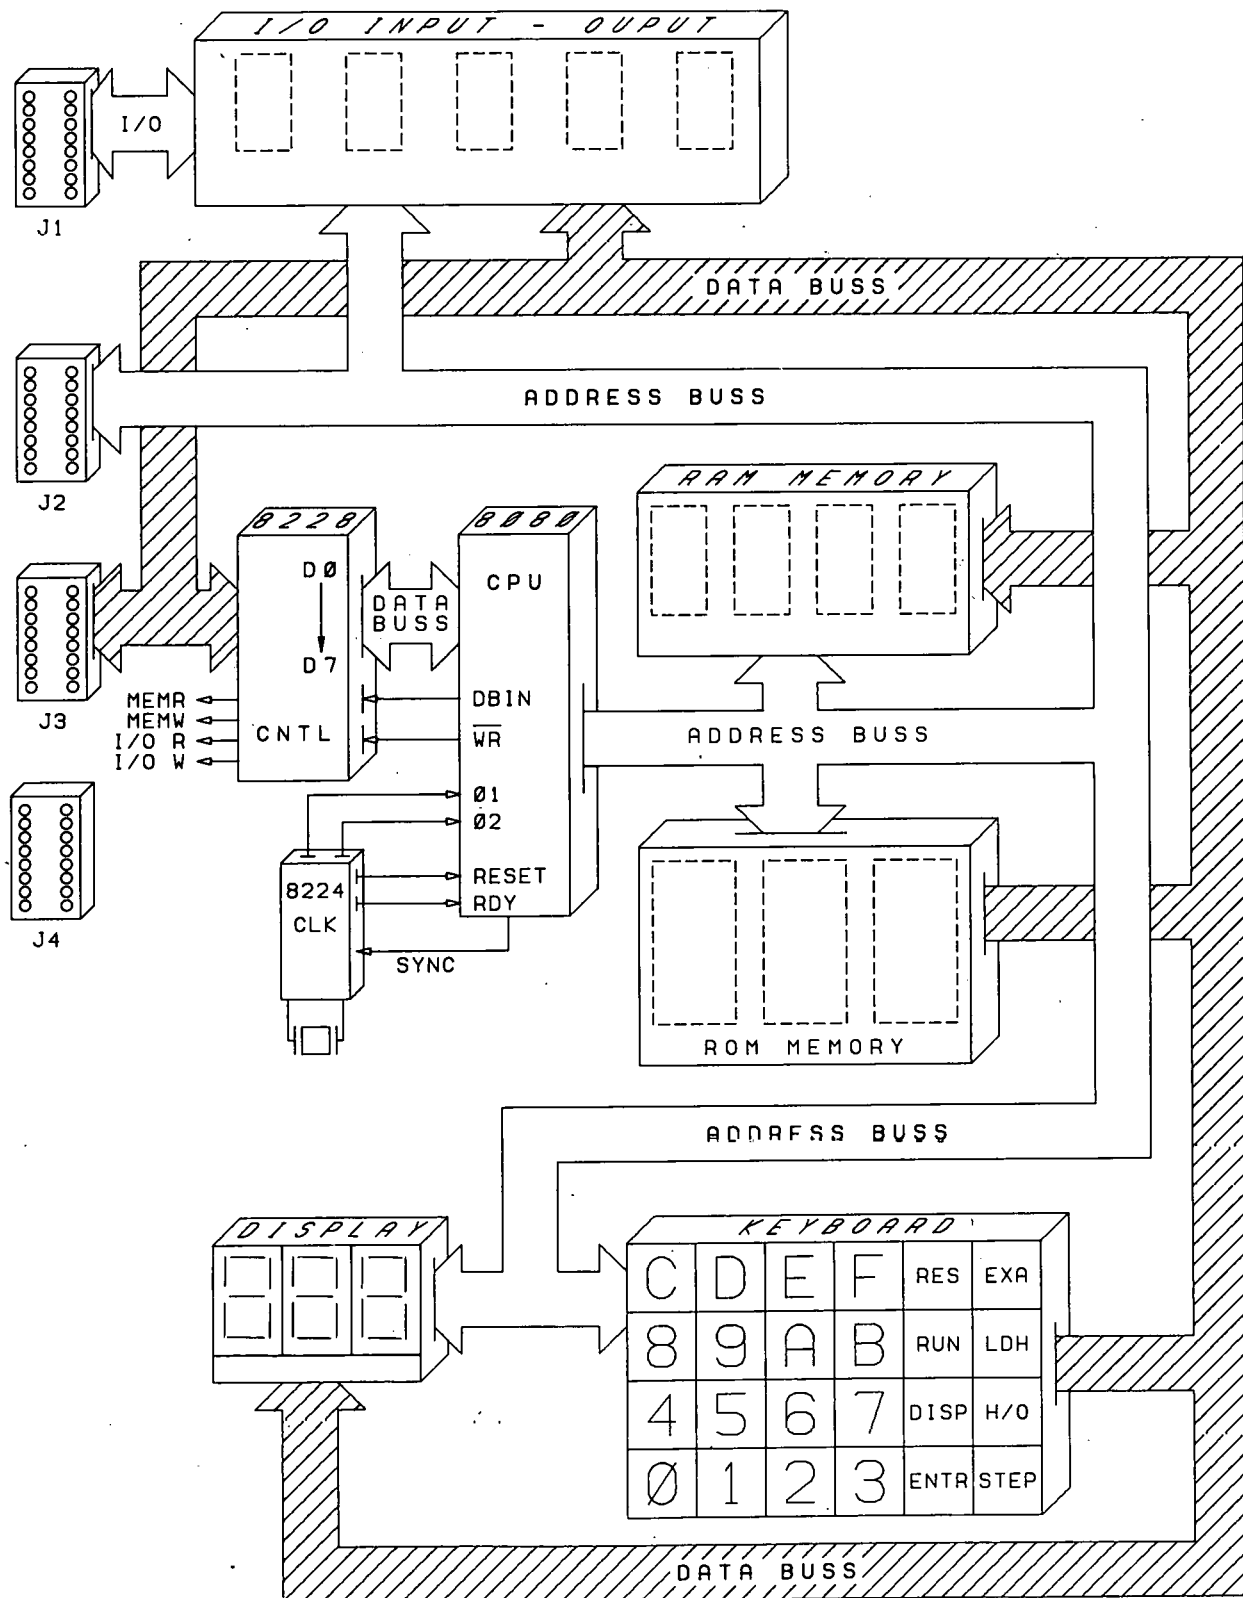 I/O INPUT - OUPUT
I/O
J1
DATA BUSS
ADDRESS BUSS
J2
RAM MEMORY
8228
8080
D0
CPU
DATA
BUSS
D7
J3
MEMR
DBIN
MEMW
I/O R
CNTL
WR
ADDRESS BUSS
I/O W
Ø1
Ø2
8224
RESET
CLK
RDY
J4
SYNC
ROM MEMORY
ADDRESS BUSS
DISPLAY
KEYBOARD
C D E F RES EXA
8 9 A B RUN LDH
4 5 6 7 DISP H/O
0 1 2 3 ENTR STEP
DATA BUSS